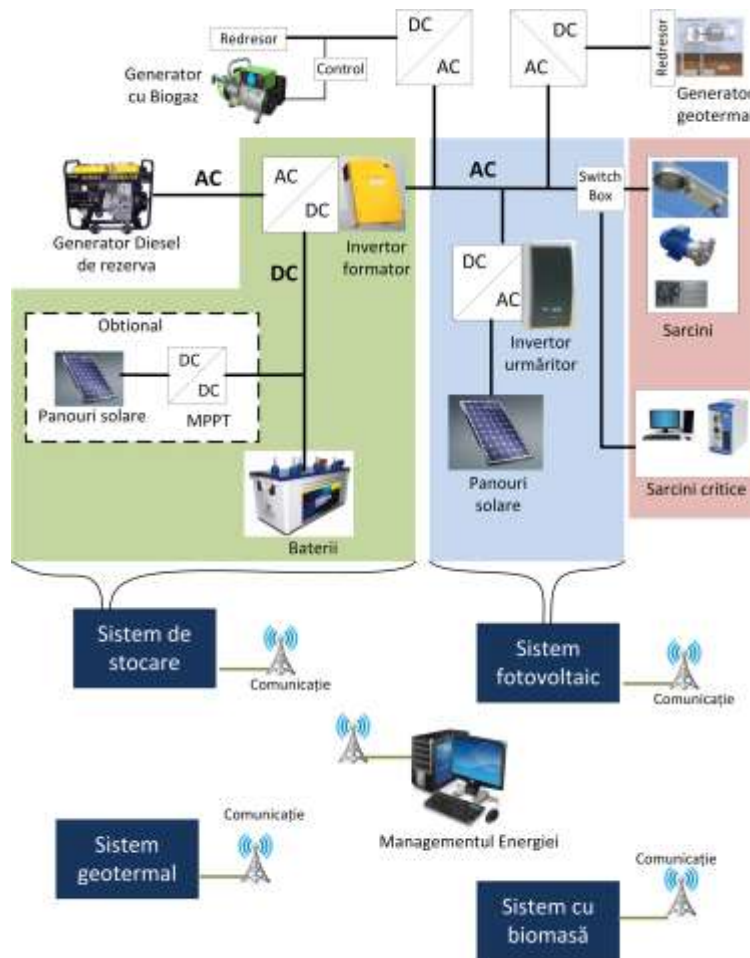 Redresor
DC
AC
DC
AC
Redresor
Generator
cu Biogaz
Control
Generator
geotermal
AC
AC
DC
AC
Switch
Box
Generator Diesel
de rezerva
Invertor
formator
DC
DC
AC
Sarcini
Obtional
Invertor
urmăritor
DC
DC
Panouri solare
MPPT
Panouri
solare
Sarcini critice
Baterii
Sistem de
stocare
Comunicație
Sistem
fotovoltaic
Comunicație
Managementul Energiei
Comunicație
Sistem
geotermal
Comunicație
Sistem cu
biomasă